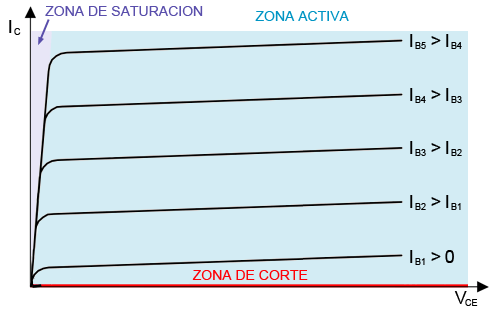 ZONA DE SATURACION
ZONA ACTIVA
IC
IB5 > IB4
IB4 > IB3
IB3 > IB2
IB2 > IB1
IB1 > 0
ZONA DE CORTE
VCE